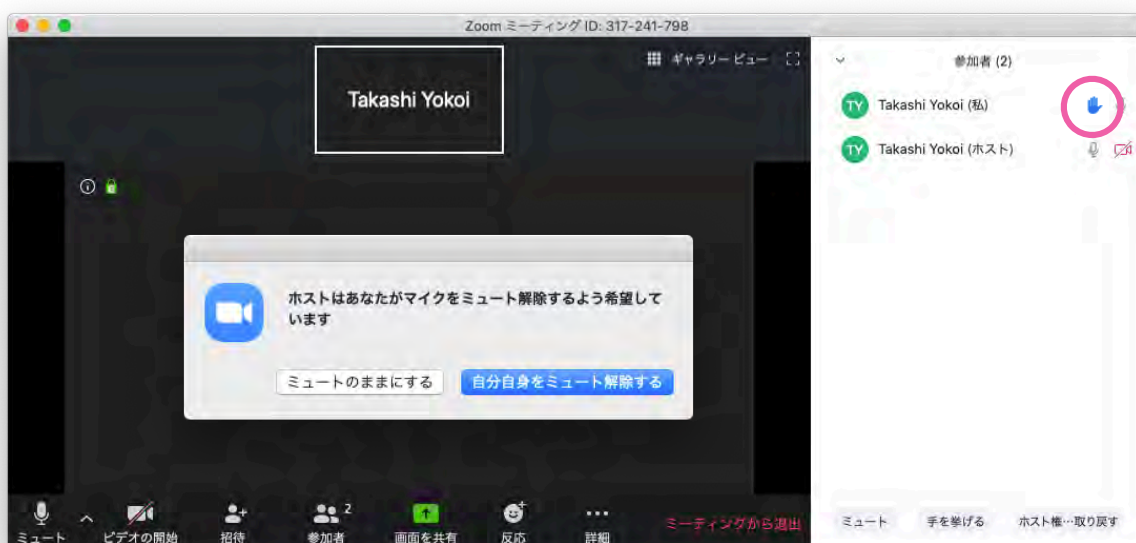 Zoom ミーティング ID: 317-241-798
ギャラリー ビュー
Takashi Yokoi
参加者 (2)
TY Takashi Yokoi (私)
TY Takashi Yokoi (ホスト)
ホストはあなたがマイクをミュート解除するよう希望して
います
ミュートのままにする 自分自身をミュート解除する
ミュート ビデオの開始 招待 参加者 2 画面を共有 反応 詳細 ミーティングから退出
ミュート 手を挙げる ホスト権…取り戻す